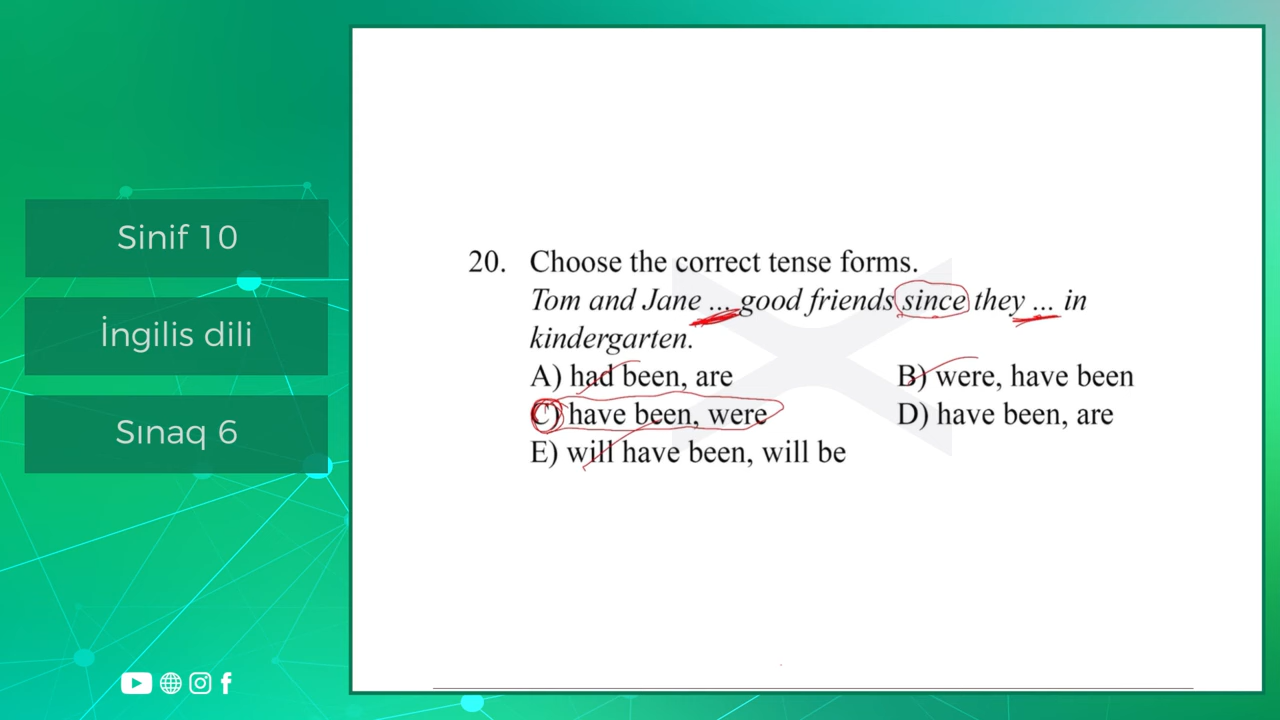 Sinif 10
İngilis dili
Sınaq 6
20. Choose the correct tense forms.
Tom and Jane ... good friends since they ... in
kindergarten.
A) had been, are
B) were, have been
C) have been, were
D) have been, are
E) will have been, will be